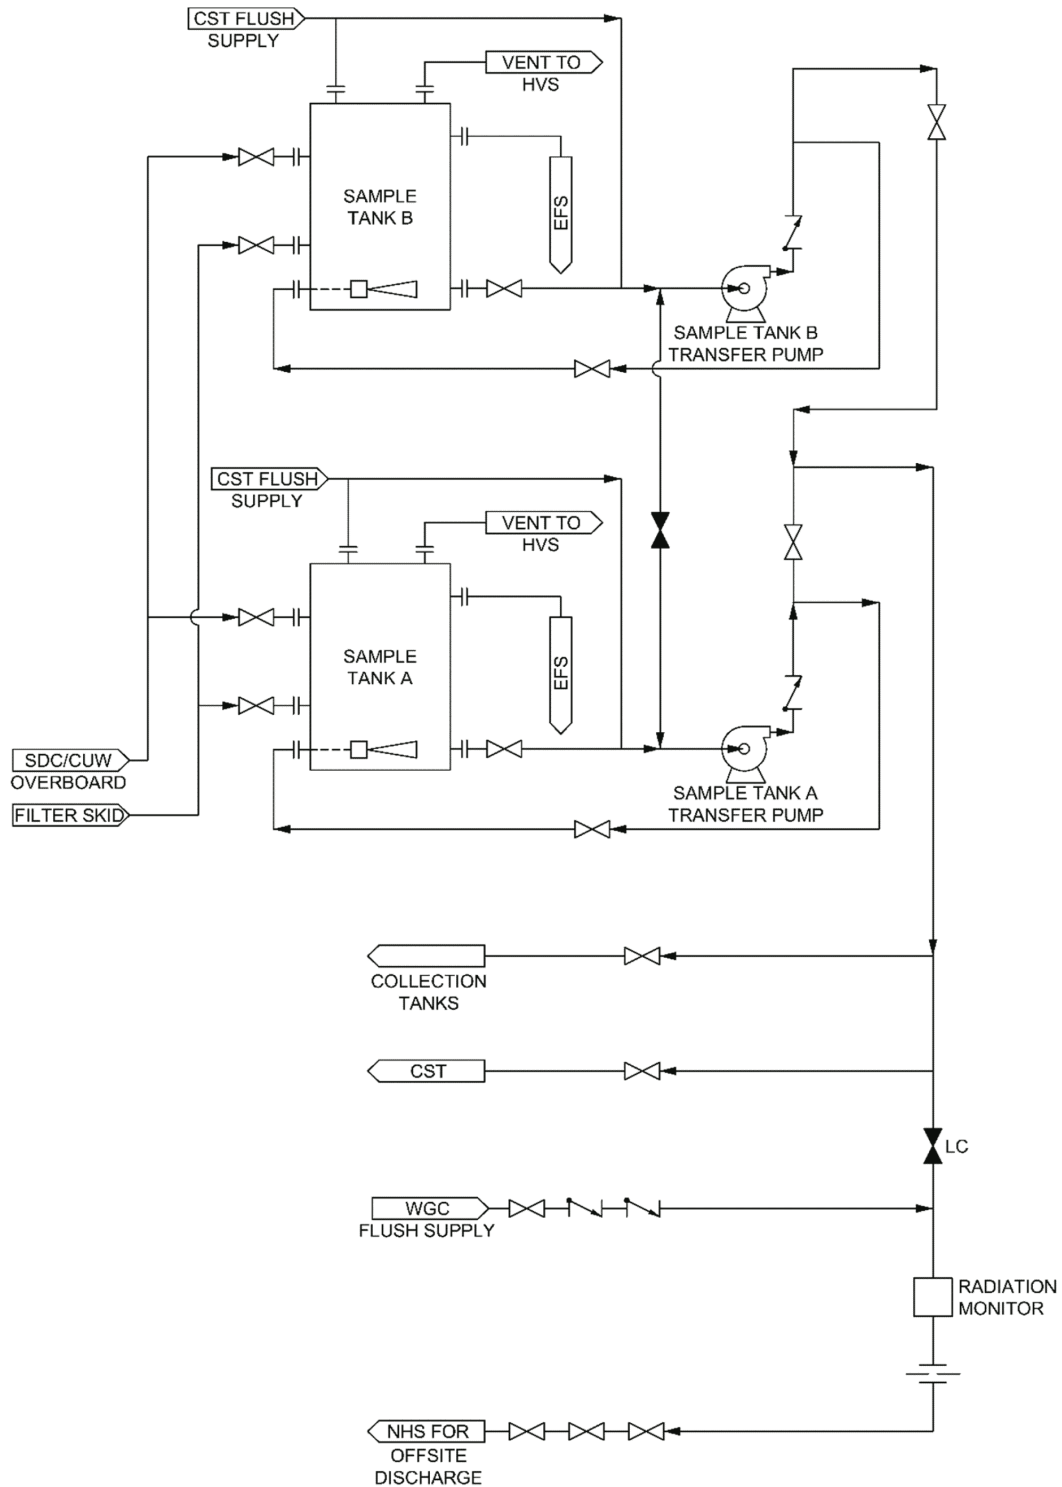 CST FLUSH
SUPPLY
VENT TO
HVS
SAMPLE
TANK B
EFS
SAMPLE TANK B
TRANSFER PUMP
CST FLUSH
SUPPLY
VENT TO
HVS
SAMPLE
TANK A
EFS
SDC/CUW
OVERBOARD
FILTER SKID
SAMPLE TANK A
TRANSFER PUMP
COLLECTION
TANKS
CST
LC
WGC
FLUSH SUPPLY
RADIATION
MONITOR
NHS FOR
OFFSITE
DISCHARGE